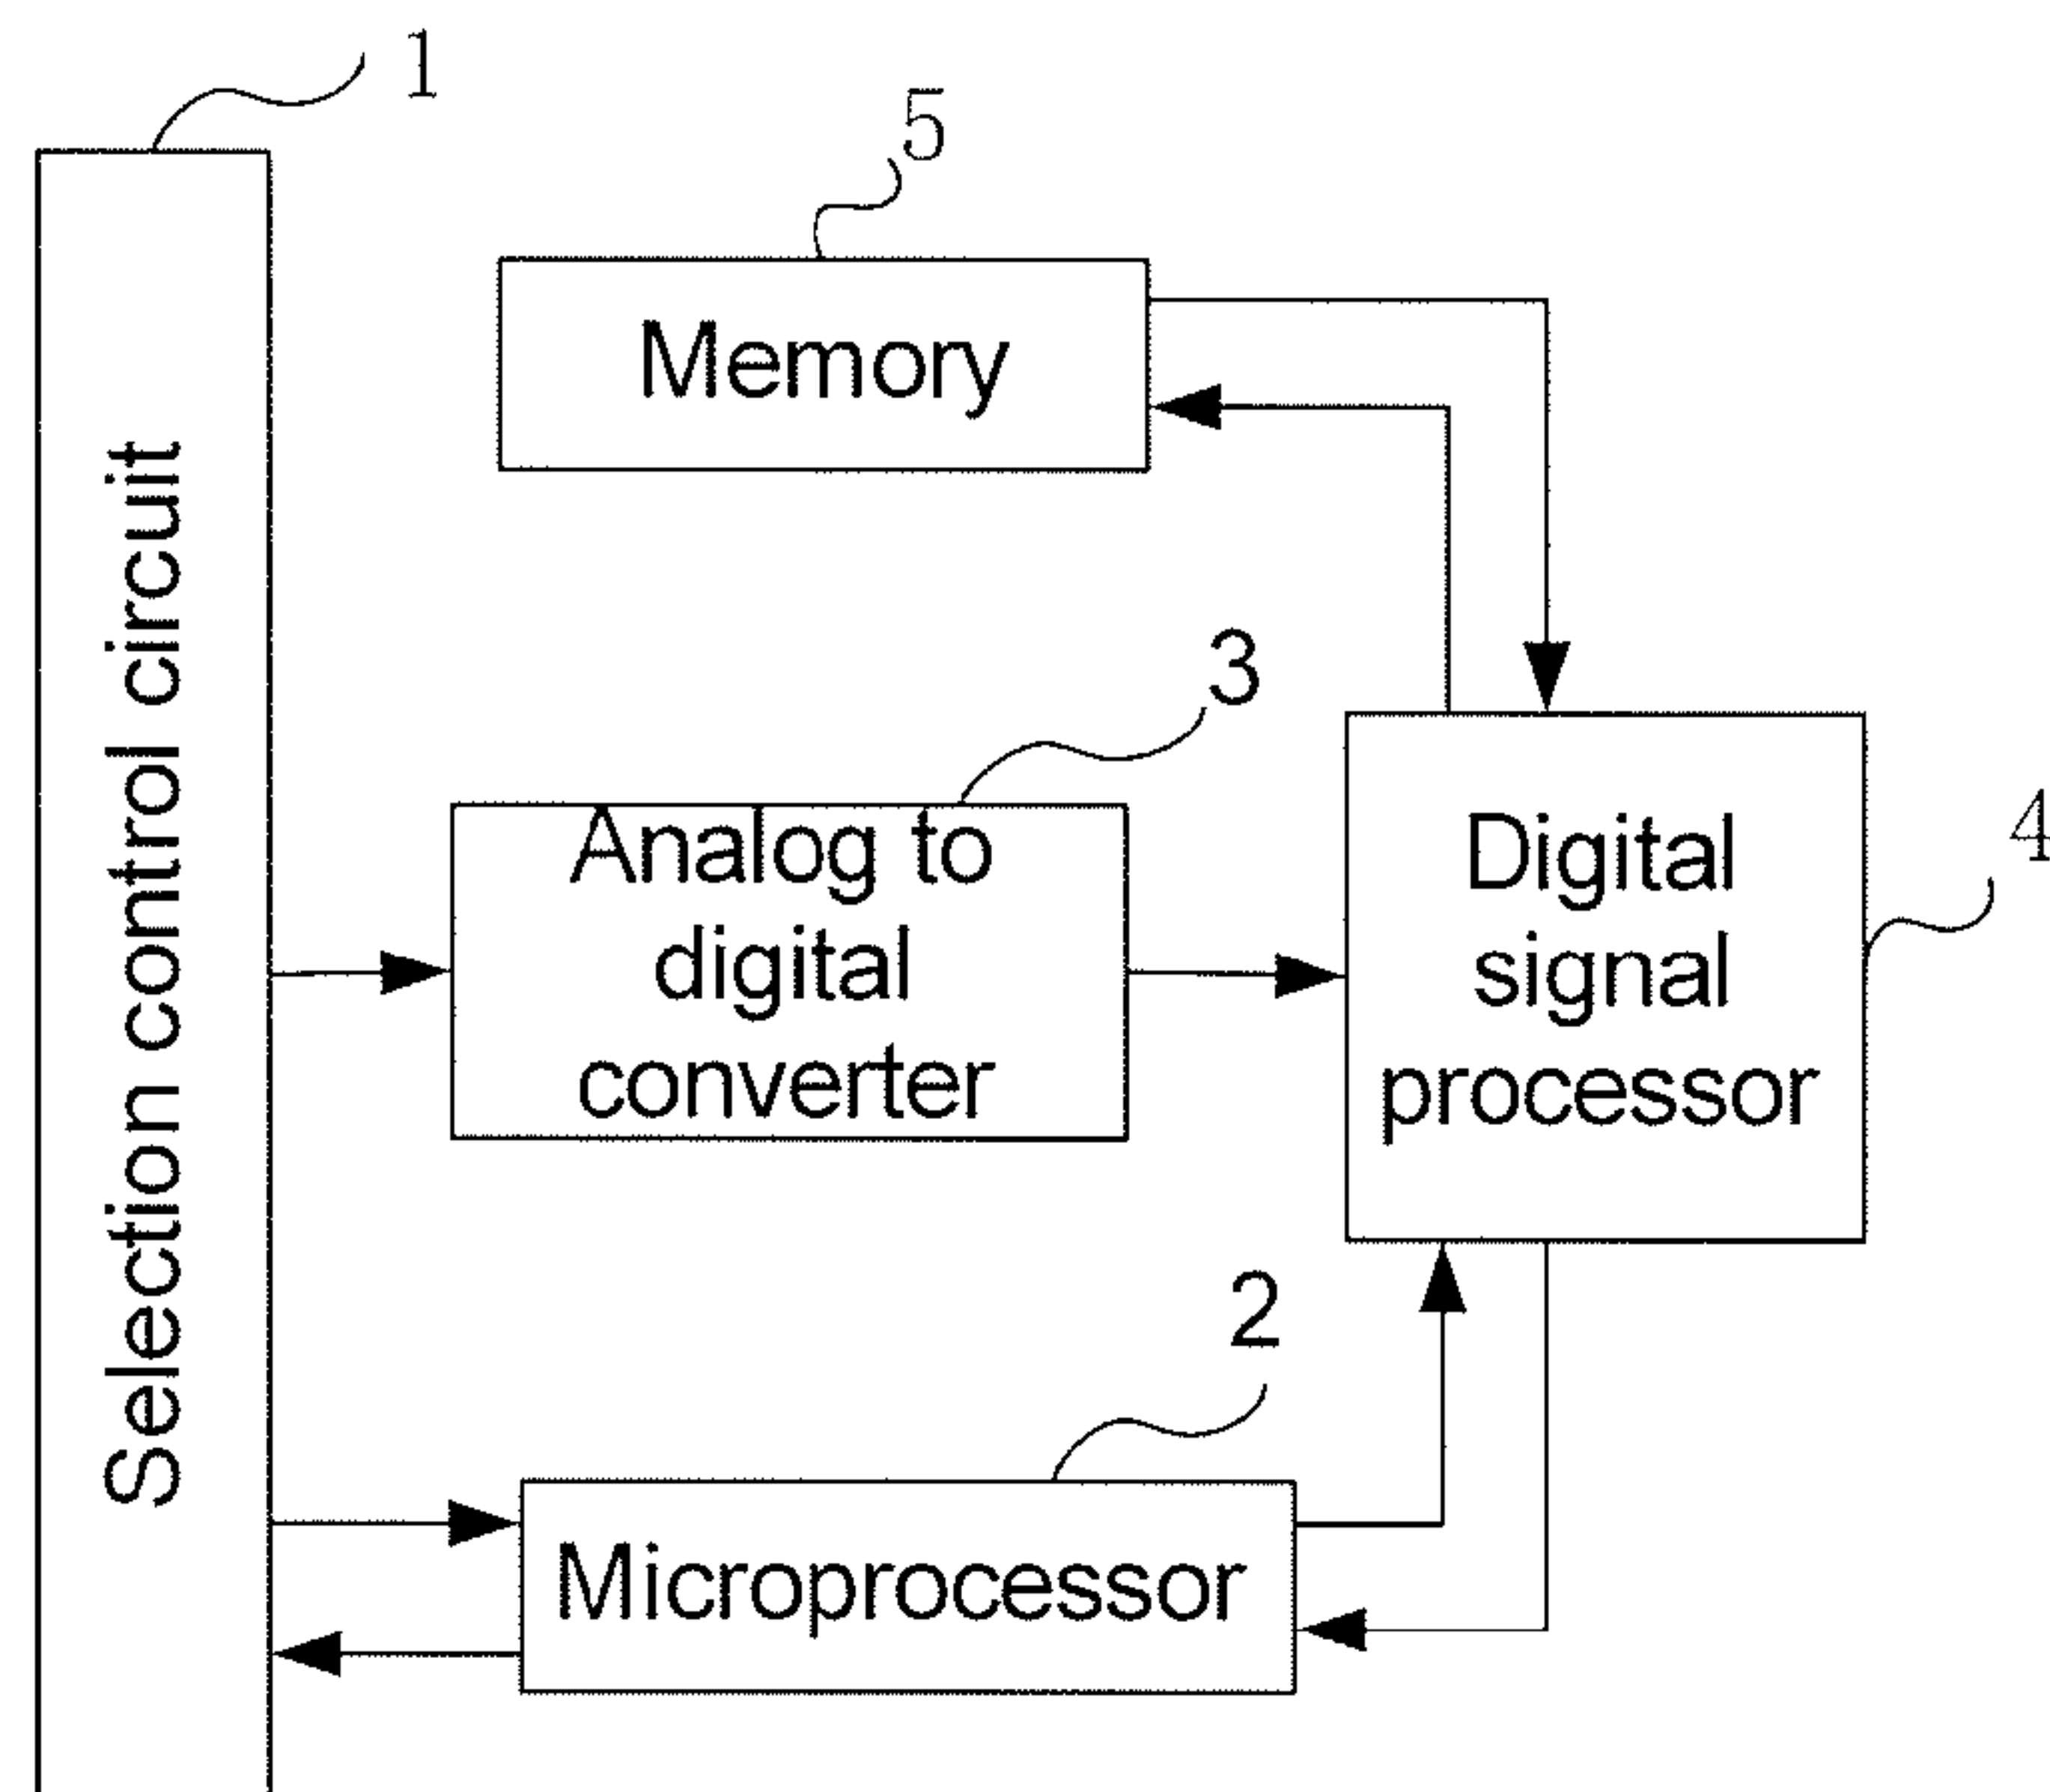 1
5
Memory
Selection control circuit
3
Analog to
digital
converter
Digital
signal
processor
4
2
Microprocessor